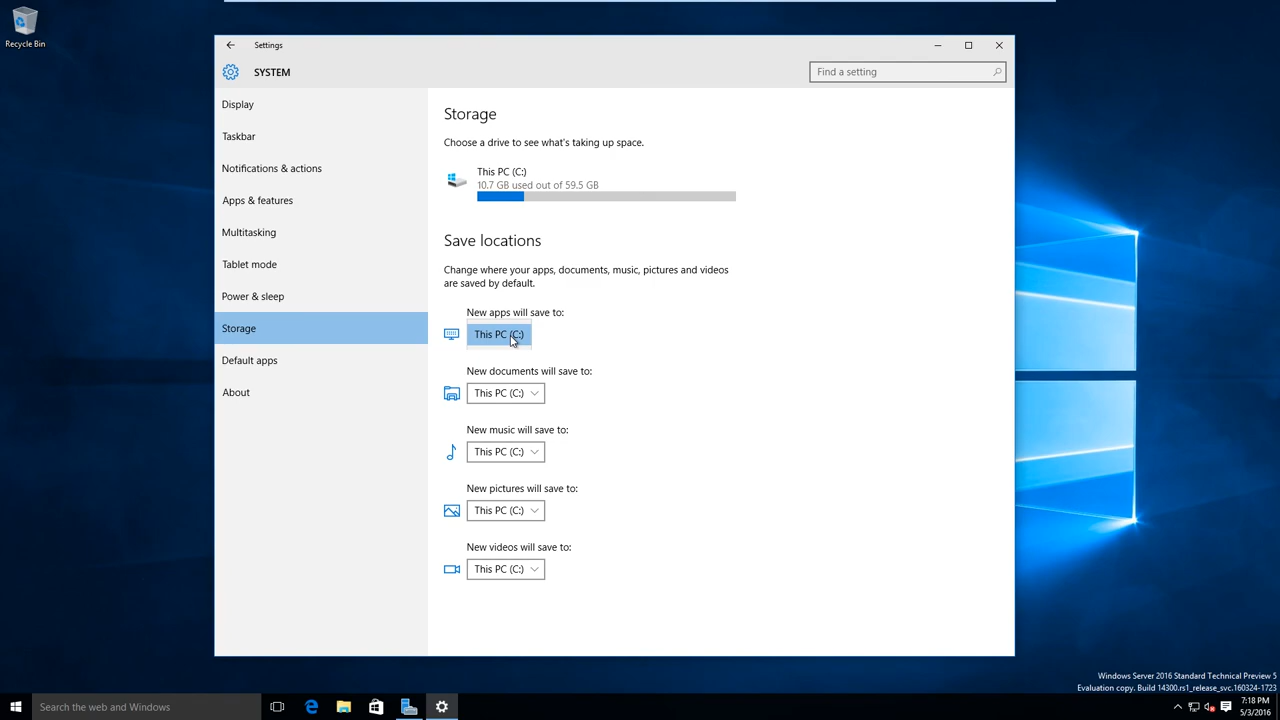 Recycle Bin
Settings
SYSTEM
Find a setting
Display
Taskbar
Notifications & actions
Apps & features
Multitasking
Tablet mode
Power & sleep
Storage
Default apps
About
Storage
Choose a drive to see what's taking up space.
This PC (C:)
10.7 GB used out of 59.5 GB
Save locations
Change where your apps, documents, music, pictures and videos
are saved by default.
New apps will save to:
This PC (C:)
New documents will save to:
This PC (C:)
New music will save to:
This PC (C:)
New pictures will save to:
This PC (C:)
New videos will save to:
This PC (C:)
Windows Server 2016 Standard Technical Preview 5
Evaluation copy. Build 14300.rs1_release_svc.160324-1723
Search the web and Windows
7:18 PM
5/3/2016